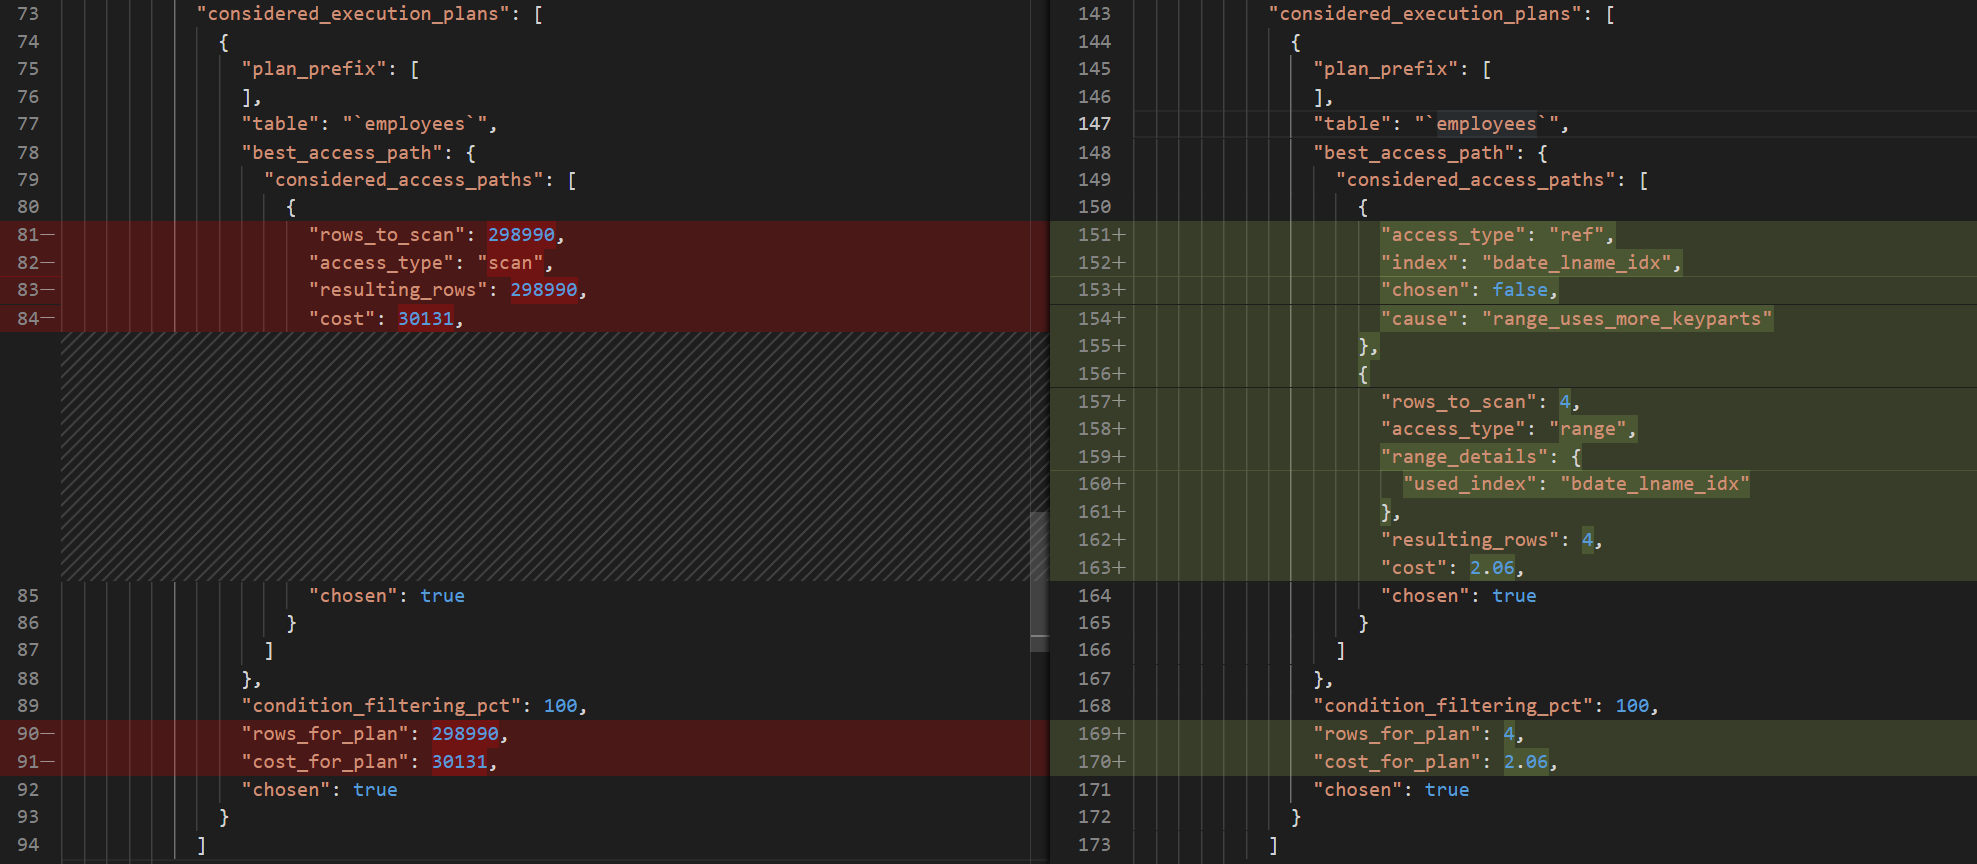 73 "considered_execution_plans": [
74 {
75 "plan_prefix": [
76 ],
77 "table": "`employees`",
78 "best_access_path": {
79 "considered_access_paths": [
80 {
81− "rows_to_scan": 298990,
82− "access_type": "scan",
83− "resulting_rows": 298990,
84− "cost": 30131,
85 "chosen": true
86 }
87 ]
88 },
89 "condition_filtering_pct": 100,
90− "rows_for_plan": 298990,
91− "cost_for_plan": 30131,
92 "chosen": true
93 }
94 ]
143 "considered_execution_plans": [
144 {
145 "plan_prefix": [
146 ],
147 "table": "`employees`",
148 "best_access_path": {
149 "considered_access_paths": [
150 {
151+ "access_type": "ref",
152+ "index": "bdate_lname_idx",
153+ "chosen": false,
154+ "cause": "range_uses_more_keyparts"
155+ },
156+ {
157+ "rows_to_scan": 4,
158+ "access_type": "range",
159+ "range_details": {
160+ "used_index": "bdate_lname_idx"
161+ },
162+ "resulting_rows": 4,
163+ "cost": 2.06,
164 "chosen": true
165 }
166 ]
167 },
168 "condition_filtering_pct": 100,
169+ "rows_for_plan": 4,
170+ "cost_for_plan": 2.06,
171 "chosen": true
172 }
173 ]